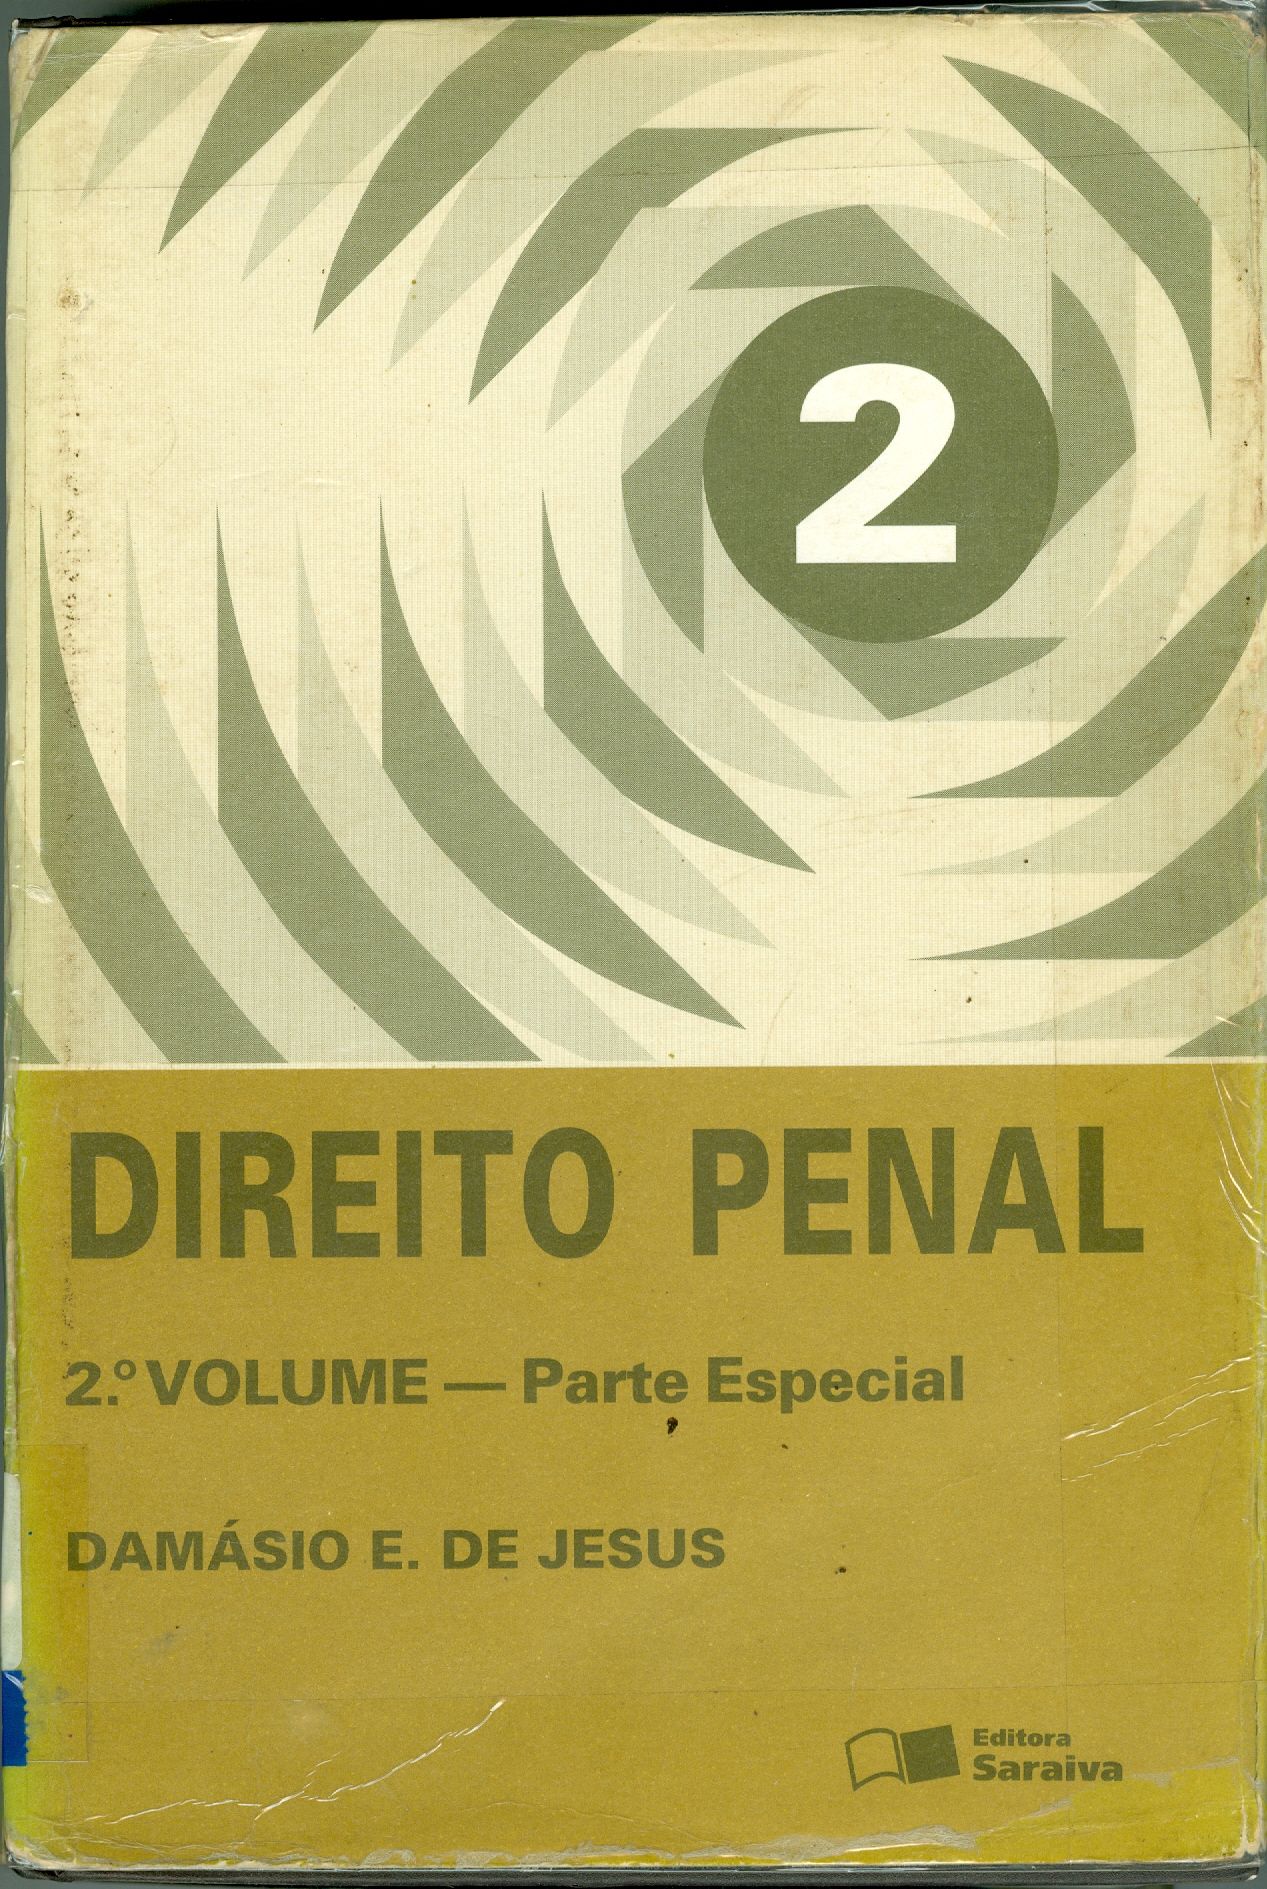 2
DIREITO PENAL
2.º VOLUME — Parte Especial
DAMÁSIO E. DE JESUS
Editora
Saraiva